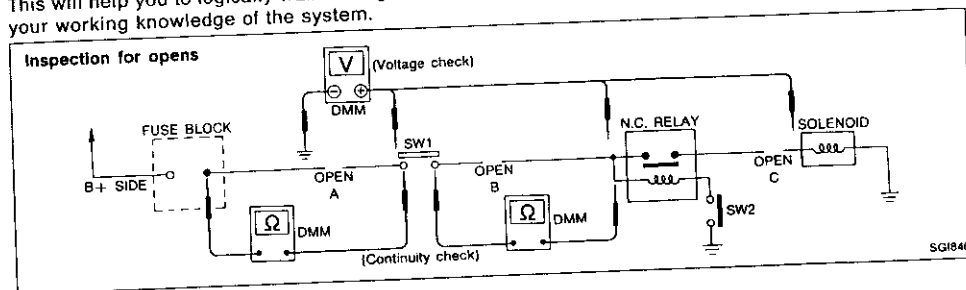 your working knowledge of the system.
Inspection for opens
V
(Voltage check)
DMM
FUSE BLOCK
SW1
N.C. RELAY
SOLENOID
B+ SIDE
OPEN
A
OPEN
B
OPEN
C
Ω
DMM
Ω
DMM
SW2
(Continuity check)